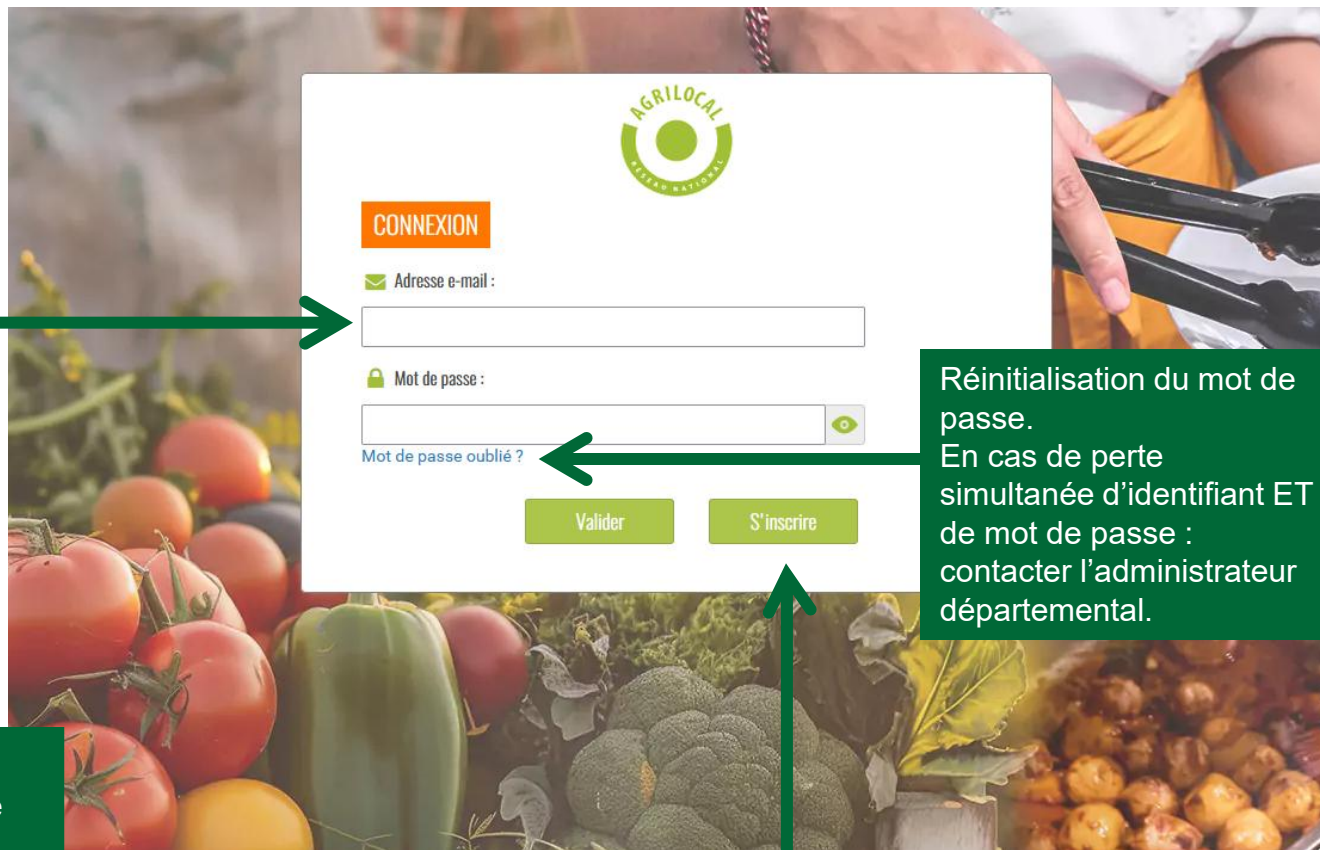 AGRILOCAL
RÉSEAU NATIONAL
CONNEXION
Adresse e-mail :
Mot de passe :
Mot de passe oublié ?
Valider
S'inscrire
Réinitialisation du mot de
passe.
En cas de perte
simultanée d’identifiant ET
de mot de passe :
contacter l’administrateur
départemental.